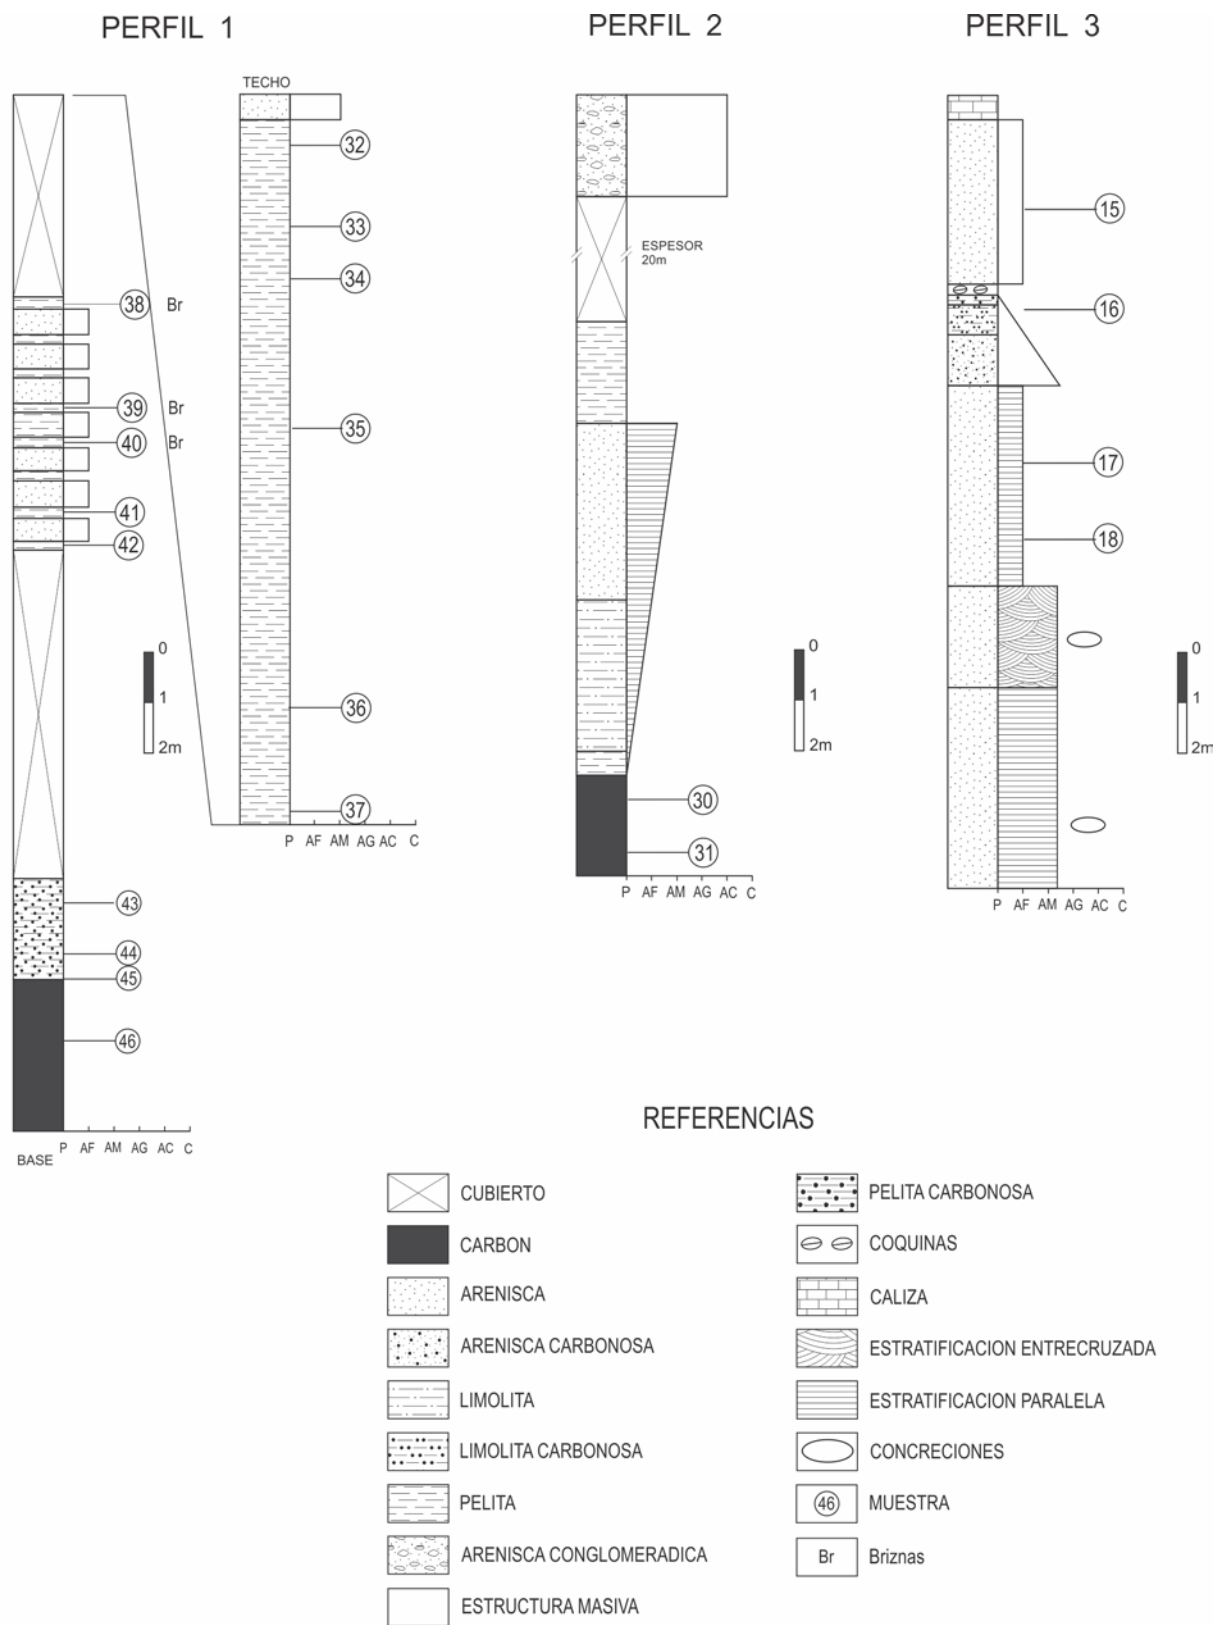 PERFIL 1
PERFIL 2
PERFIL 3
TECHO
32
33
34
35
36
37
P AF AM AG AC C
38 Br
39 Br
40 Br
41
42
0
1
2m
43
44
45
46
P AF AM AG AC C
BASE
ESPESOR
20m
0
1
2m
30
31
P AF AM AG AC C
15
16
17
18
0
1
2m
P AF AM AG AC C
REFERENCIAS
CUBIERTO
CARBON
ARENISCA
ARENISCA CARBONOSA
LIMOLITA
LIMOLITA CARBONOSA
PELITA
ARENISCA CONGLOMERADICA
ESTRUCTURA MASIVA
PELITA CARBONOSA
COQUINAS
CALIZA
ESTRATIFICACION ENTRECRUZADA
ESTRATIFICACION PARALELA
CONCRECIONES
46 MUESTRA
Br Briznas